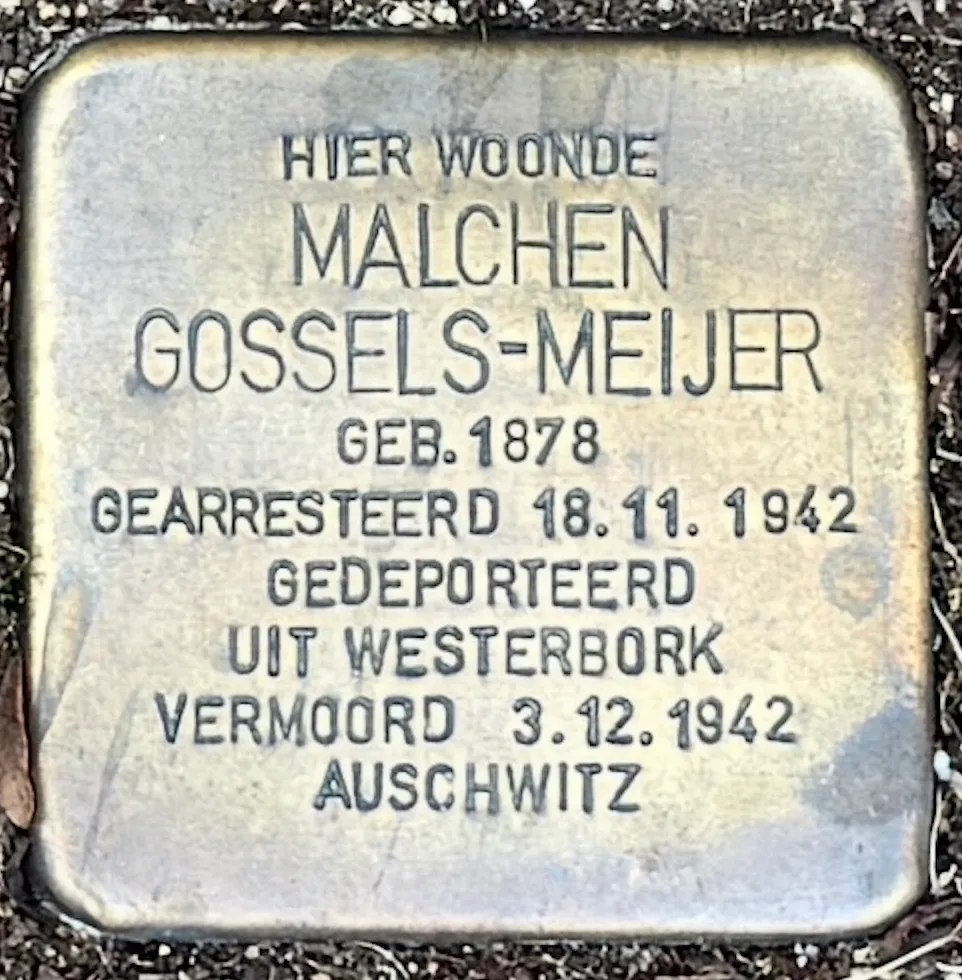 HIER WOONDE
MALCHEN
GOSSELS-MEIJER
GEB. 1878
GEARRESTEERD 18.11.1942
GEDEPORTEERD
UIT WESTERBORK
VERMOORD 3.12.1942
AUSCHWITZ